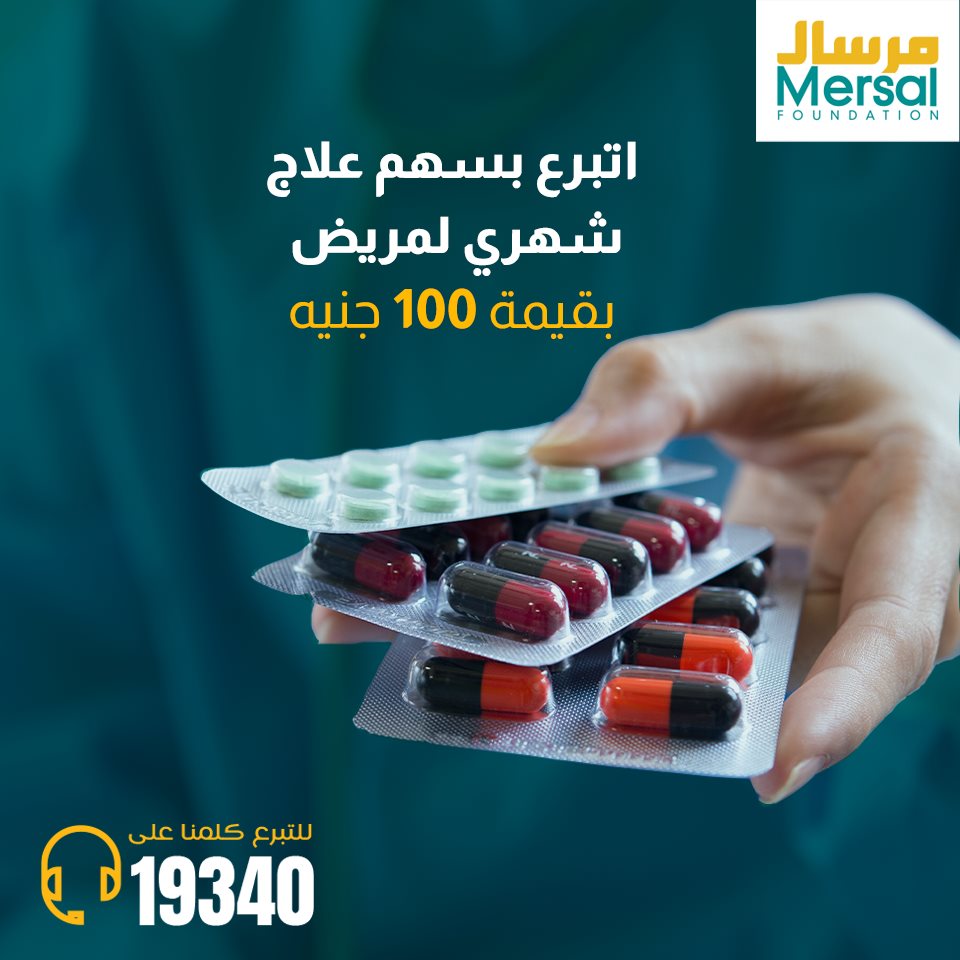 مرسال
Mersal
FOUNDATION
اتبرع بسهم علاج
شهري لمريض
بقيمة 100 جنيه
للتبرع كلمنا على
19340